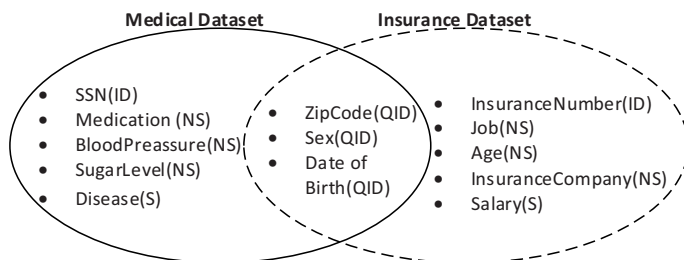 Medical Dataset
Insurance Dataset
• SSN(ID)
• Medication (NS)
• BloodPreassure(NS)
• SugarLevel(NS)
• Disease(S)
• ZipCode(QID)
• Sex(QID)
• Date of
Birth(QID)
• InsuranceNumber(ID)
• Job(NS)
• Age(NS)
• InsuranceCompany(NS)
• Salary(S)